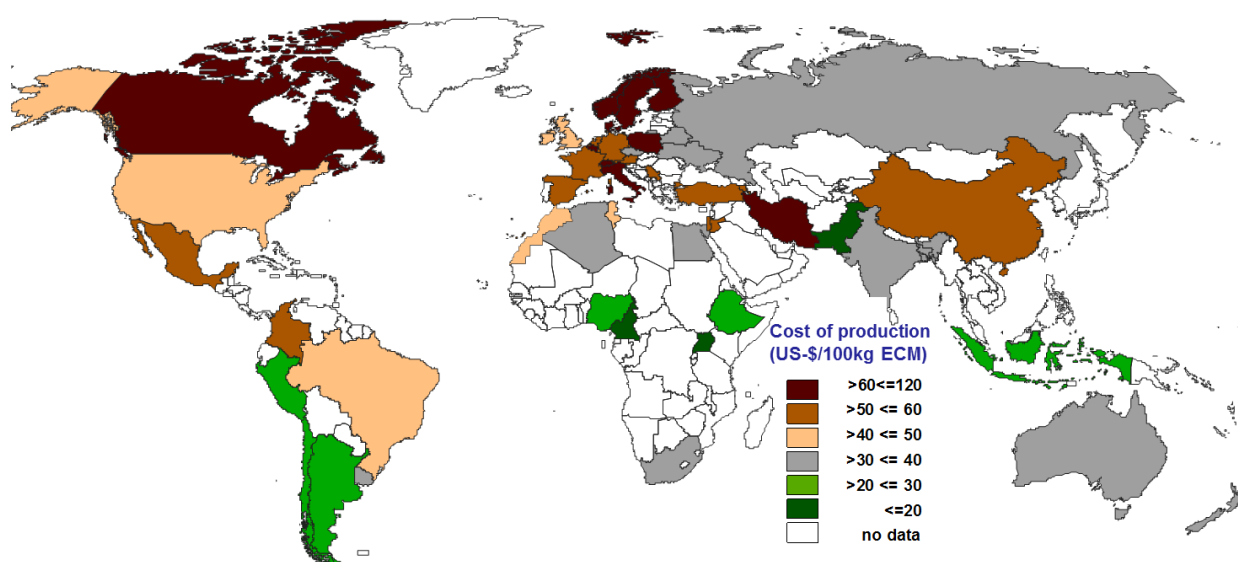 Cost of production
(US-$/100kg ECM)
>60<=120
>50 <= 60
>40 <= 50
>30 <= 40
>20 <= 30
<=20
no data